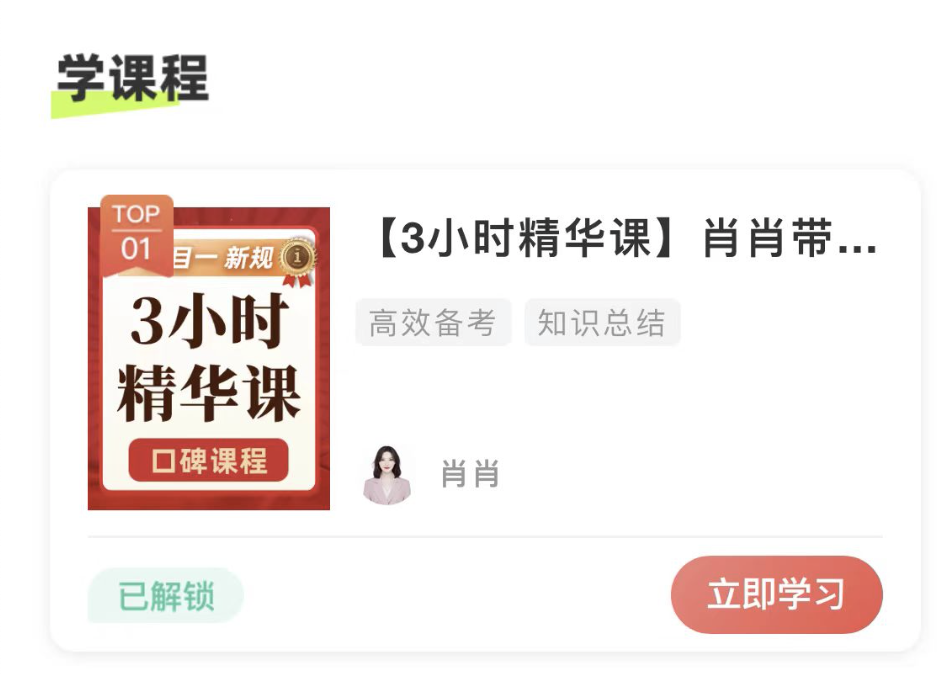 学课程
TOP
01
目一 新规
3小时
精华课
口碑课程
【3小时精华课】肖肖带...
高效备考
知识总结
肖肖
已解锁
立即学习